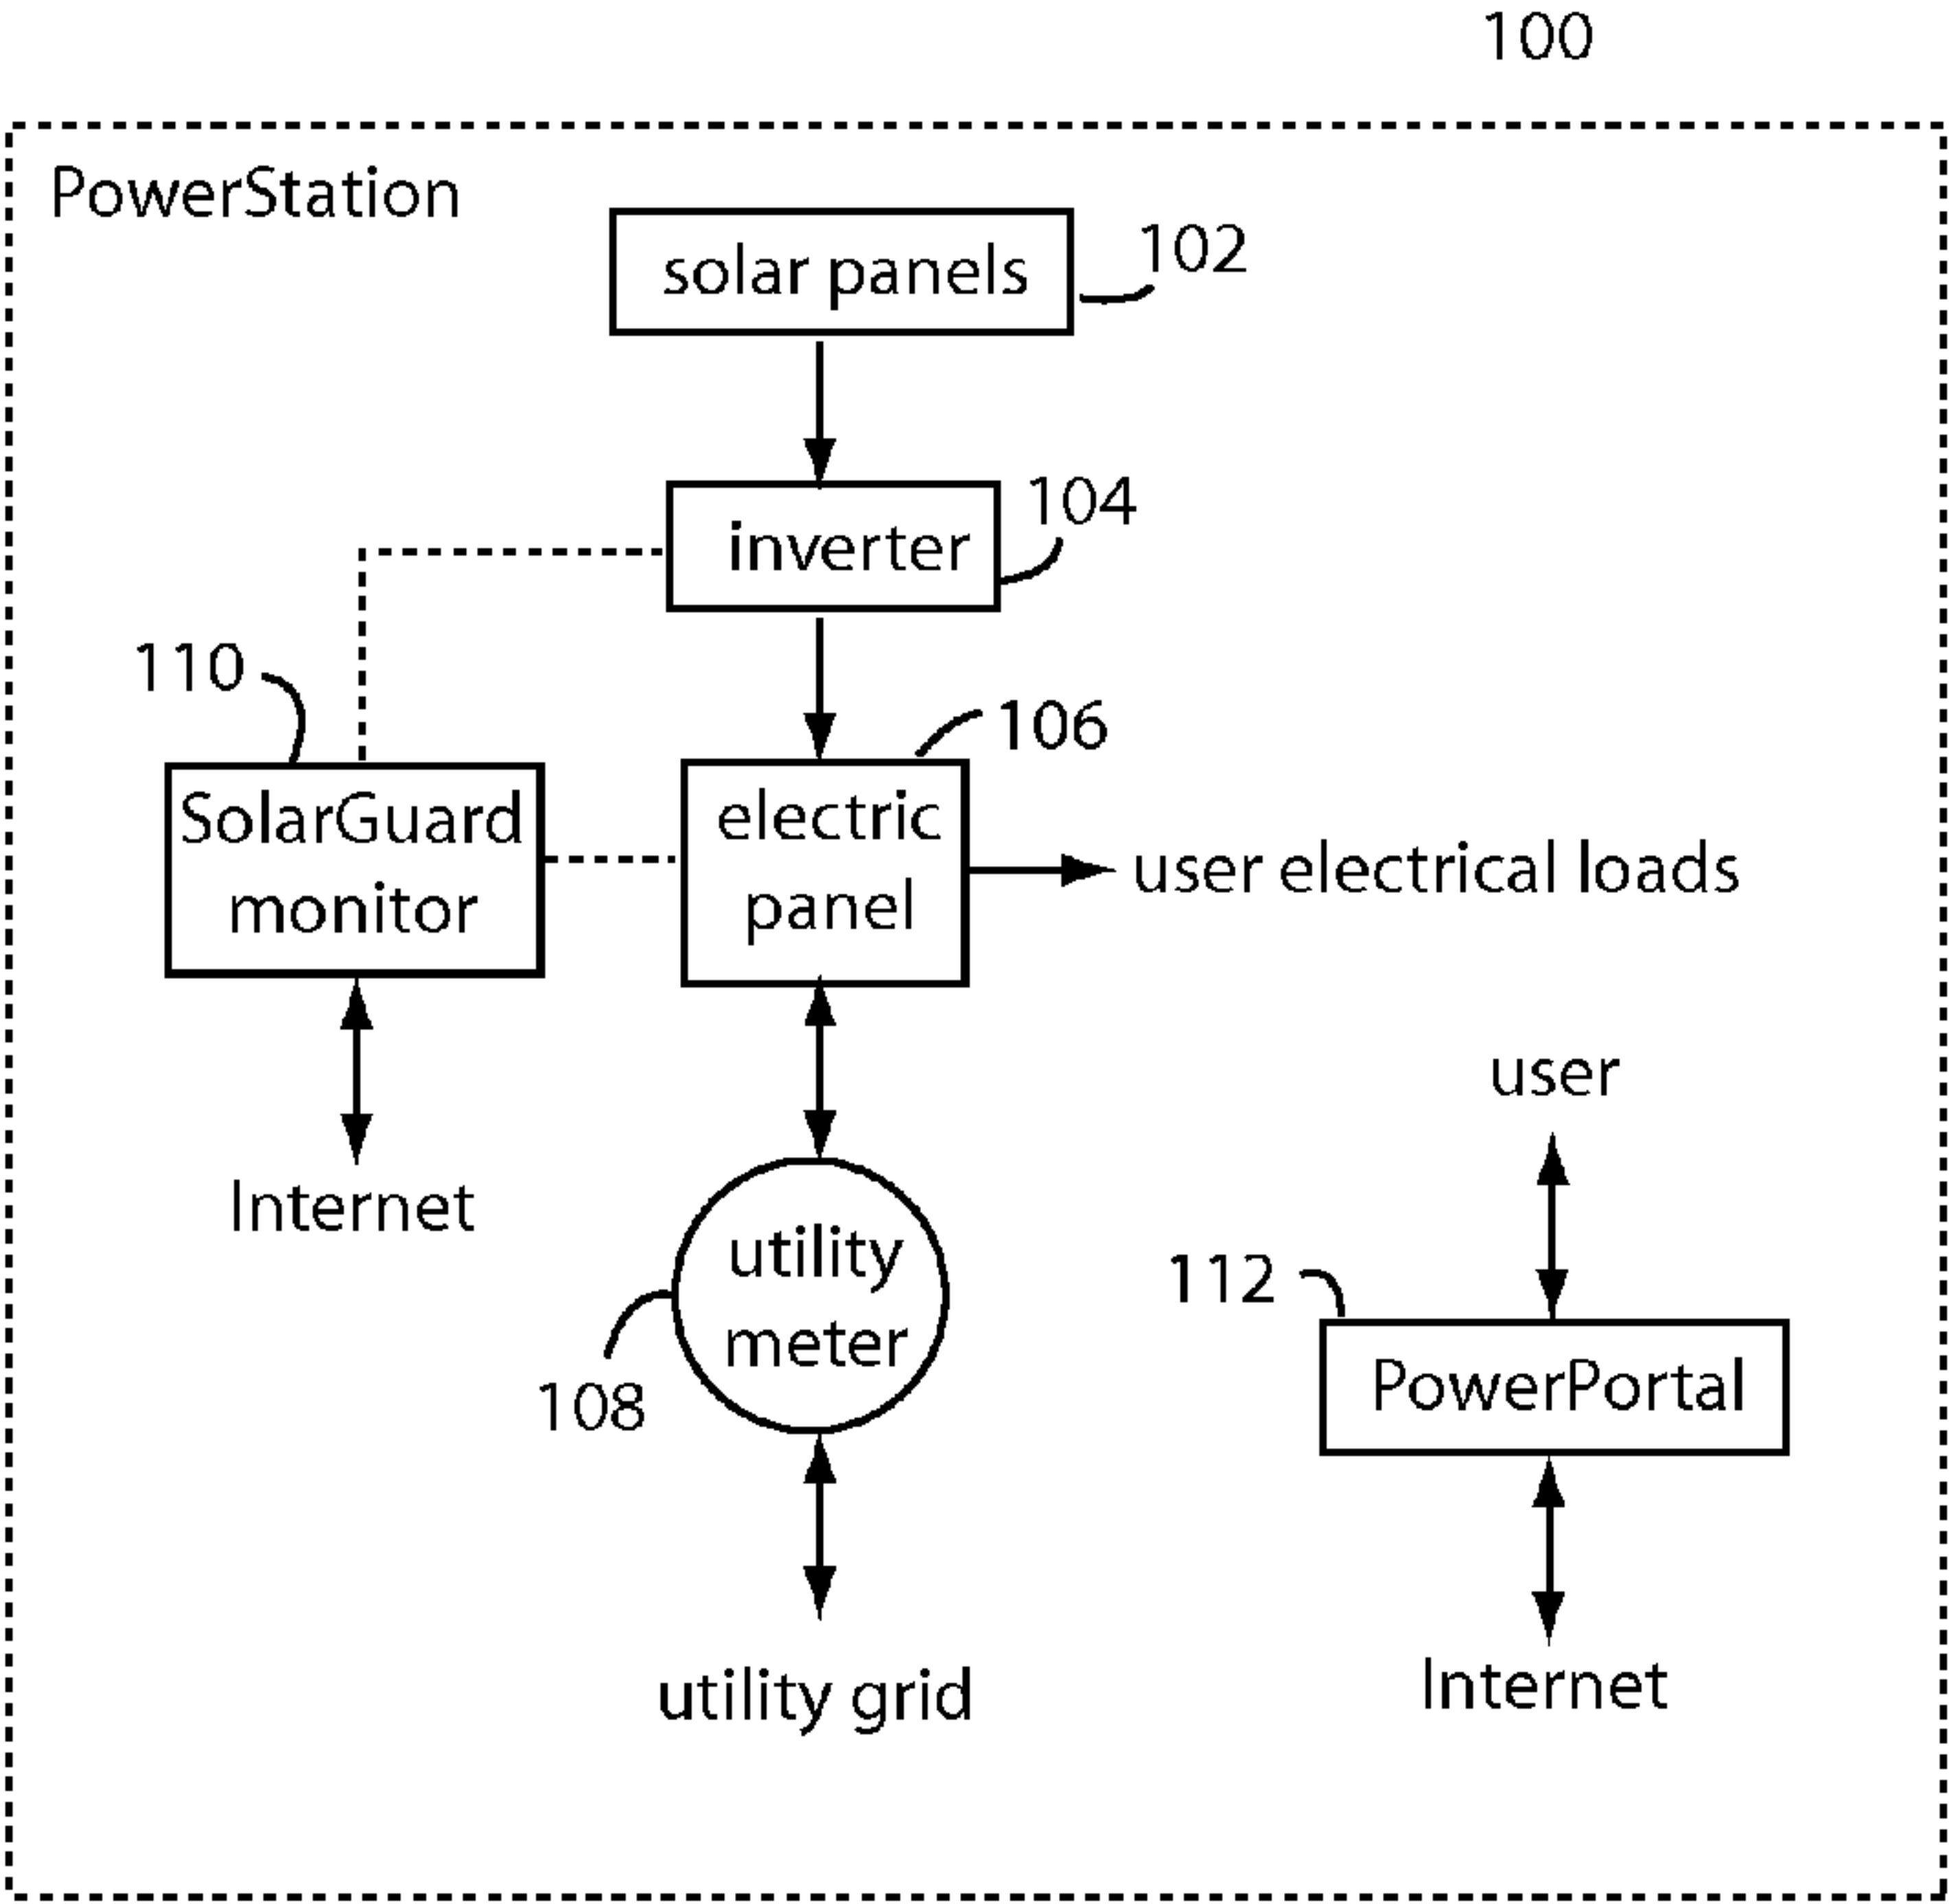 100
PowerStation
solar panels
102
inverter
104
110
106
SolarGuard
monitor
electric
panel
user electrical loads
Internet
user
utility
meter
112
108
PowerPortal
utility grid
Internet